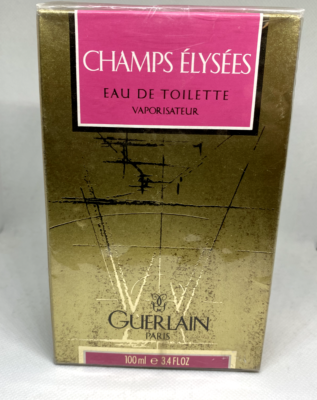 CHAMPS ÉLYSÉES
EAU DE TOILETTE
VAPORISATEUR
GUERLAIN
PARIS
100 ml e 3.4 FL.OZ